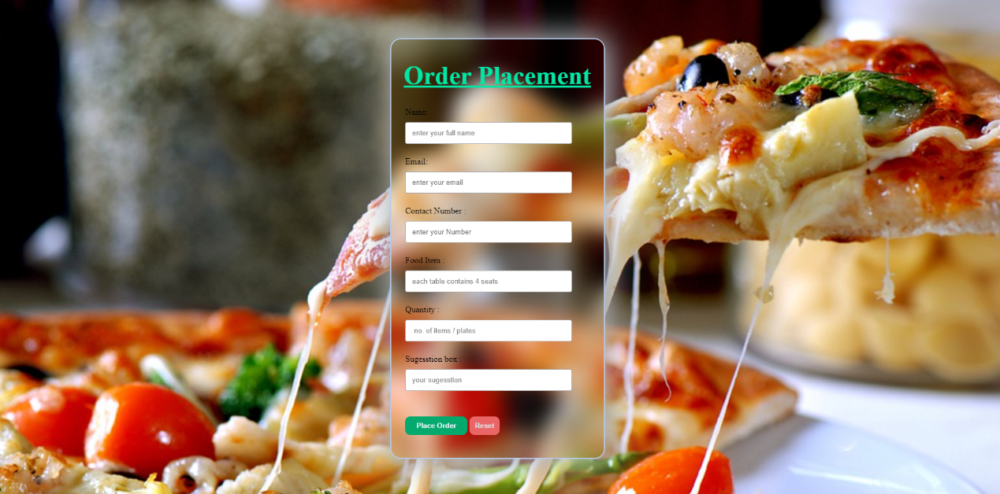 Order Placement
Name:
enter your full name
Email:
enter your email
Contact Number :
enter your Number
Food Item :
each table contains 4 seats
Quantity :
no. of items / plates
Sugesstion box :
your sugesstion
Place Order Reset